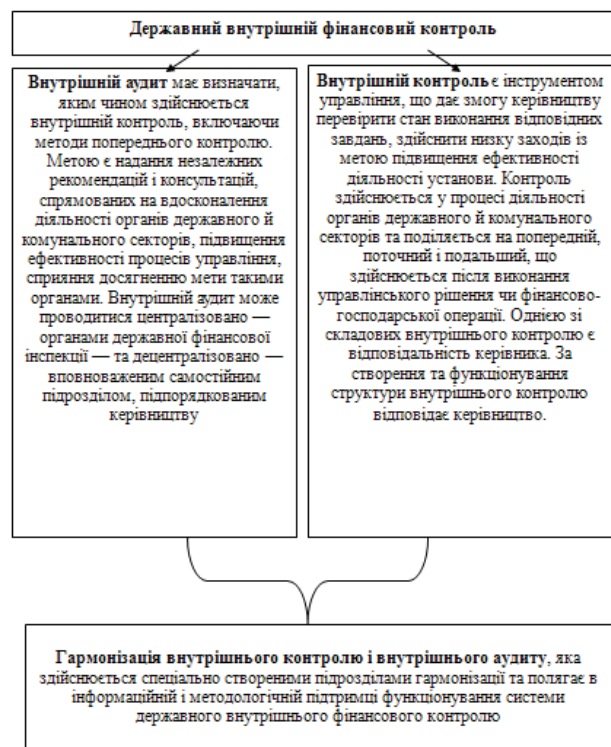 Державний внутрішній фінансовий контроль
Внутрішній аудит має визначати,
яким чином здійснюється
внутрішній контроль, включаючи
методи попереднього контролю.
Метою є надання незалежних
рекомендацій і консультацій,
спрямованих на вдосконалення
діяльності органів державного й
комунального секторів, підвищення
ефективності процесів управління,
сприяння досягненню мети такими
органами. Внутрішній аудит може
проводитися централізовано —
органами державної фінансової
інспекції — та децентралізовано —
вповноваженим самостійним
підрозділом, підпорядкованим
керівництву
Внутрішній контроль є інструментом
управління, що дає змогу керівництву
перевірити стан виконання відповідних
завдань, здійснити низку заходів із
метою підвищення ефективності
діяльності установи. Контроль
здійснюється у процесі діяльності
органів державного й комунального
секторів та поділяється на попередній,
поточний і подальший, що
здійснюється після виконання
управлінського рішення чи фінансово-
господарської операції. Однією зі
складових внутрішнього контролю є
відповідальність керівника. За
створення та функціонування
структури внутрішнього контролю
відповідає керівництво.
Гармонізація внутрішнього контролю і внутрішнього аудиту, яка
здійснюється спеціально створеними підрозділами гармонізації та полягає в
інформаційній і методологічній підтримці функціонування системи
державного внутрішнього фінансового контролю